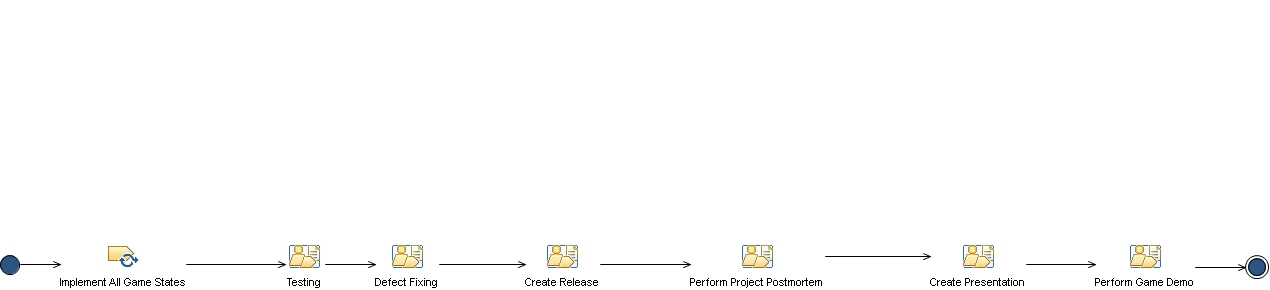 Implement All Game States
Testing
Defect Fixing
Create Release
Perform Project Postmortem
Create Presentation
Perform Game Demo